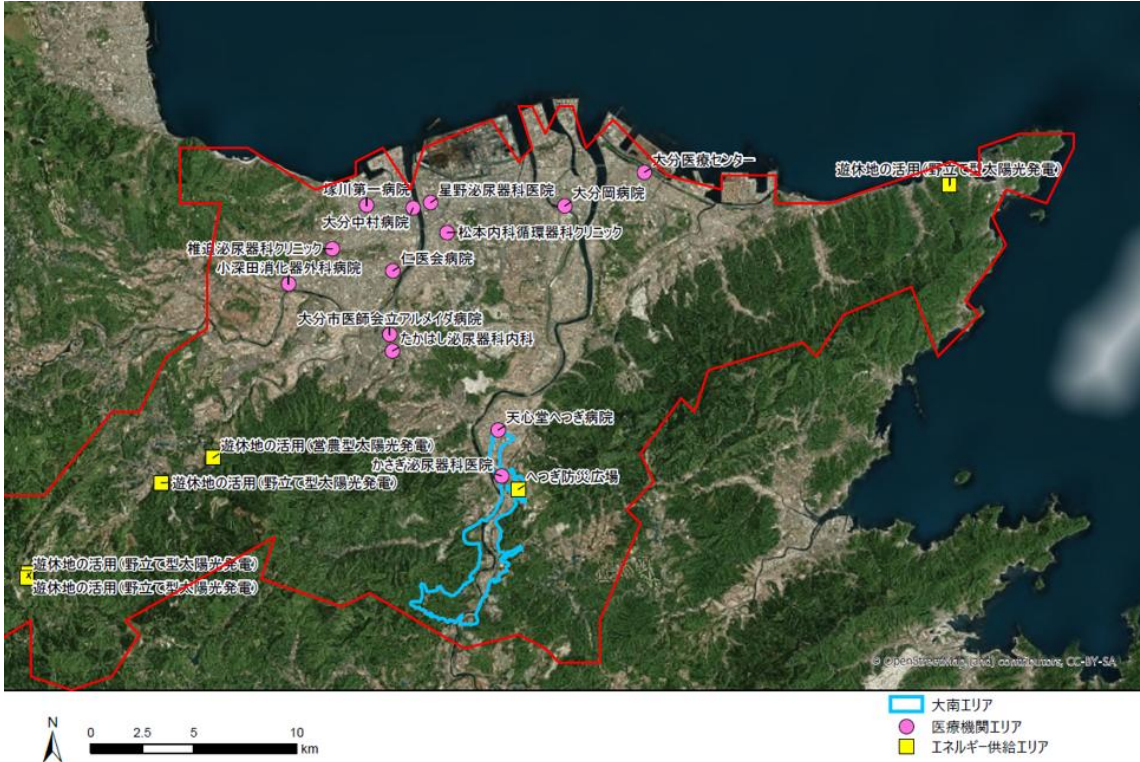 大分医療センター
遊休地の活用(野立て型太陽光発電)
塚川第一病院
星野泌尿器科医院
大分岡病院
大分中村病院
松本内科循環器科クリニック
椎迫泌尿器科クリニック
仁医会病院
小深田消化器外科病院
大分市医師会立アルメイダ病院
たかはし泌尿器科内科
天心堂へつぎ病院
遊休地の活用(営農型太陽光発電)
かさぎ泌尿器科医院
へつぎ防災広場
遊休地の活用(野立て型太陽光発電)
遊休地の活用(野立て型太陽光発電)
遊休地の活用(野立て型太陽光発電)
© OpenStreetMap (and) contributors, CC-BY-SA
N
0 2.5 5 10
km
大南エリア
医療機関エリア
エネルギー供給エリア